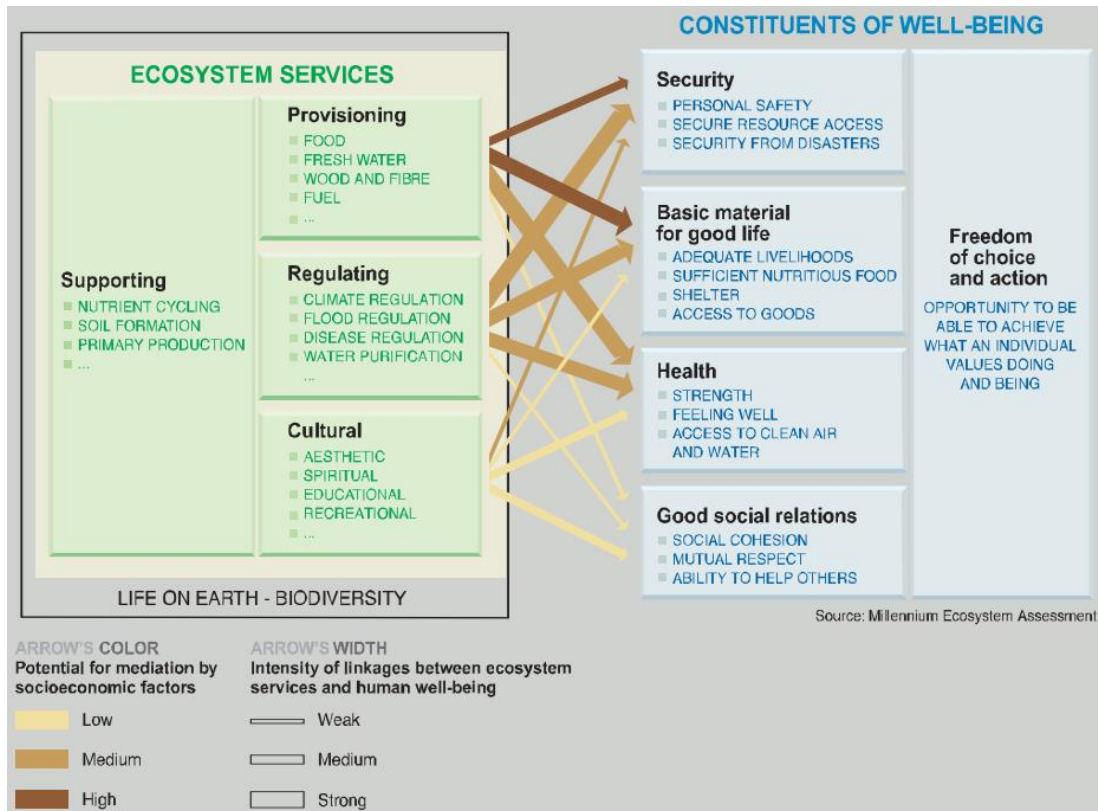 CONSTITUENTS OF WELL-BEING
ECOSYSTEM SERVICES
Supporting
NUTRIENT CYCLING
SOIL FORMATION
PRIMARY PRODUCTION
...
Provisioning
FOOD
FRESH WATER
WOOD AND FIBRE
FUEL
...
Regulating
CLIMATE REGULATION
FLOOD REGULATION
DISEASE REGULATION
WATER PURIFICATION
...
Cultural
AESTHETIC
SPIRITUAL
EDUCATIONAL
RECREATIONAL
...
LIFE ON EARTH - BIODIVERSITY
Security
PERSONAL SAFETY
SECURE RESOURCE ACCESS
SECURITY FROM DISASTERS
Basic material
for good life
ADEQUATE LIVELIHOODS
SUFFICIENT NUTRITIOUS FOOD
SHELTER
ACCESS TO GOODS
Health
STRENGTH
FEELING WELL
ACCESS TO CLEAN AIR
AND WATER
Good social relations
SOCIAL COHESION
MUTUAL RESPECT
ABILITY TO HELP OTHERS
Freedom
of choice
and action
OPPORTUNITY TO BE
ABLE TO ACHIEVE
WHAT AN INDIVIDUAL
VALUES DOING
AND BEING
Source: Millennium Ecosystem Assessment
ARROW'S COLOR
Potential for mediation by
socioeconomic factors
Low
Medium
High
ARROW'S WIDTH
Intensity of linkages between ecosystem
services and human well-being
Weak
Medium
Strong